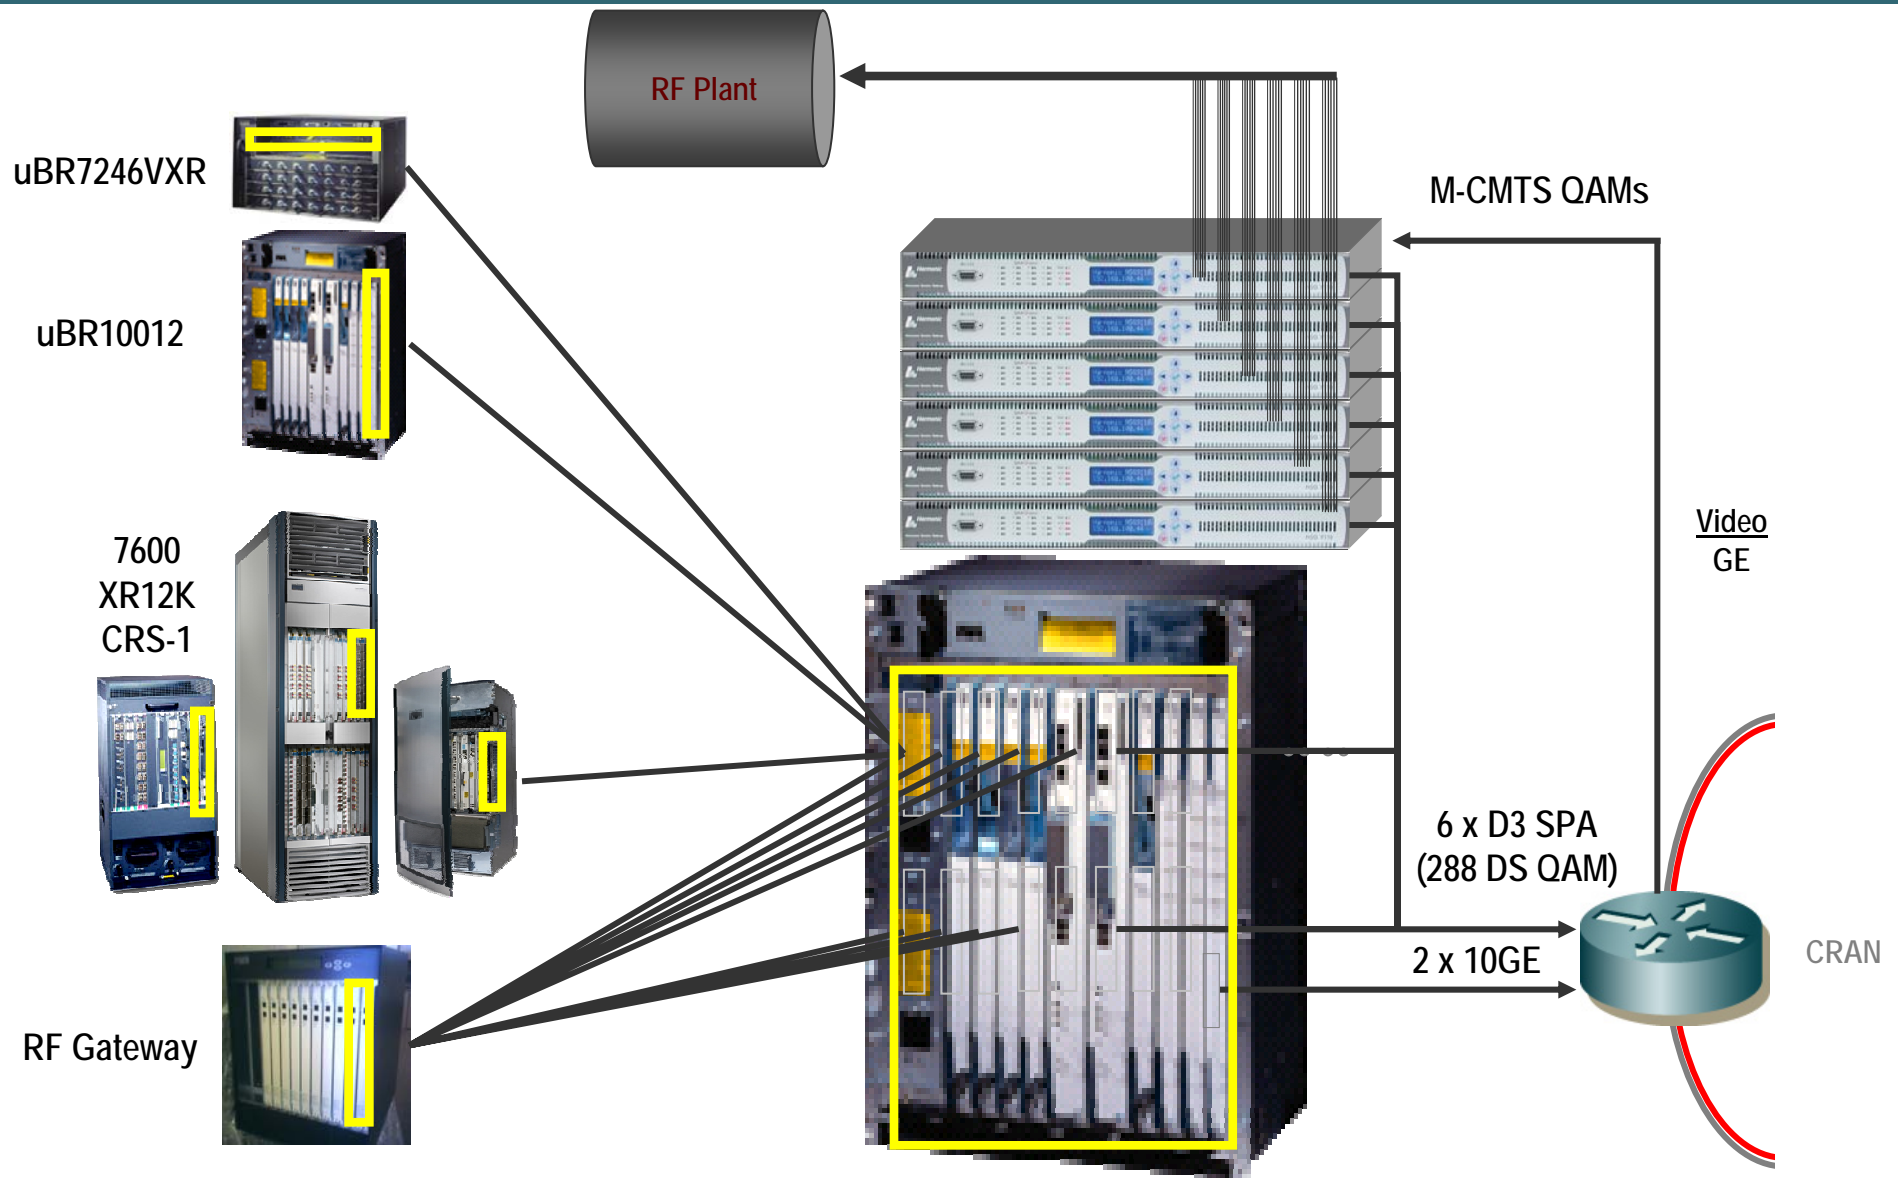 RF Plant
uBR7246VXR
M-CMTS QAMs
uBR10012
Video
GE
7600
XR12K
CRS-1
6 x D3 SPA
(288 DS QAM)
2 x 10GE
CRAN
RF Gateway